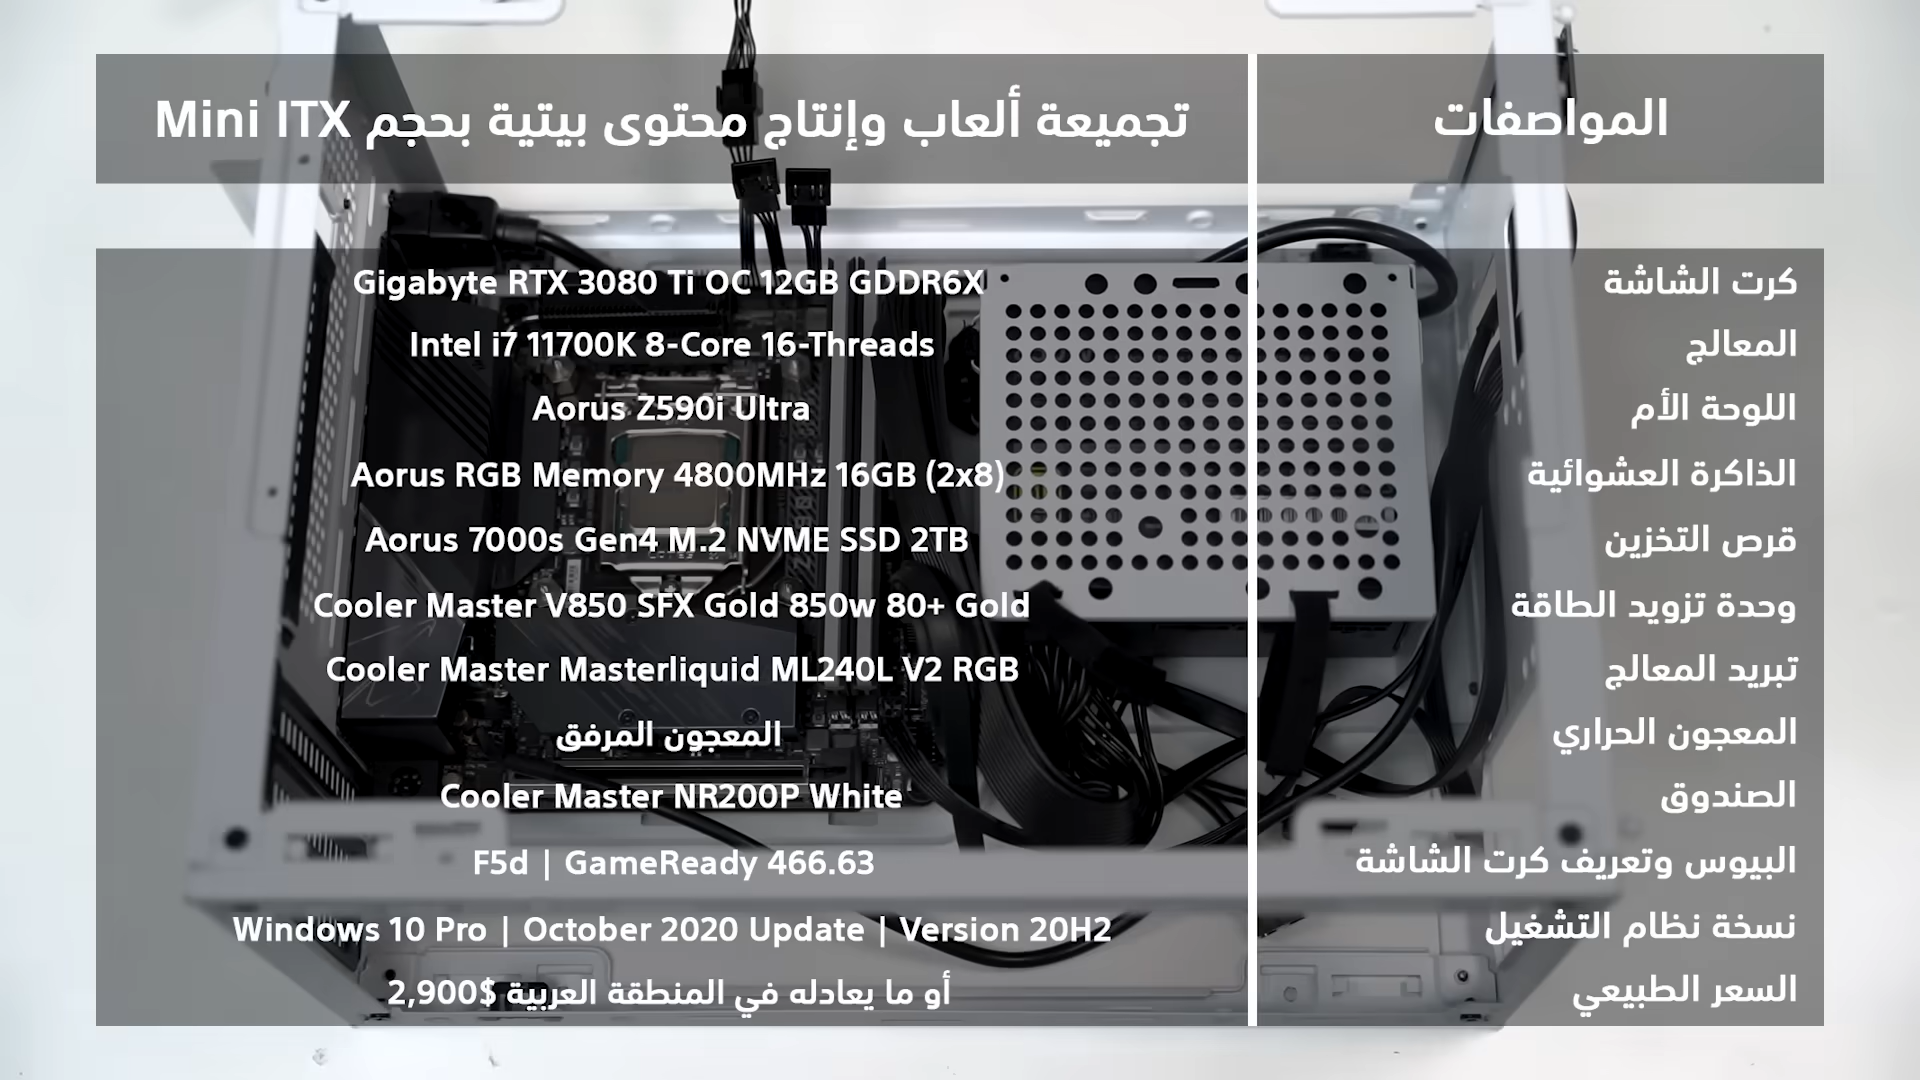 المواصفات
تجميعة ألعاب وإنتاج محتوى بيتية بحجم Mini ITX
كرت الشاشة
Gigabyte RTX 3080 Ti OC 12GB GDDR6X
المعالج
Intel i7 11700K 8-Core 16-Threads
اللوحة الأم
Aorus Z590i Ultra
الذاكرة العشوائية
Aorus RGB Memory 4800MHz 16GB (2x8)
قرص التخزين
Aorus 7000s Gen4 M.2 NVME SSD 2TB
وحدة تزويد الطاقة
Cooler Master V850 SFX Gold 850w 80+ Gold
تبريد المعالج
Cooler Master Masterliquid ML240L V2 RGB
المعجون الحراري
المعجون المرفق
الصندوق
Cooler Master NR200P White
البيوس وتعريف كرت الشاشة
F5d | GameReady 466.63
نسخة نظام التشغيل
Windows 10 Pro | October 2020 Update | Version 20H2
السعر الطبيعي
أو ما يعادله في المنطقة العربية $2,900